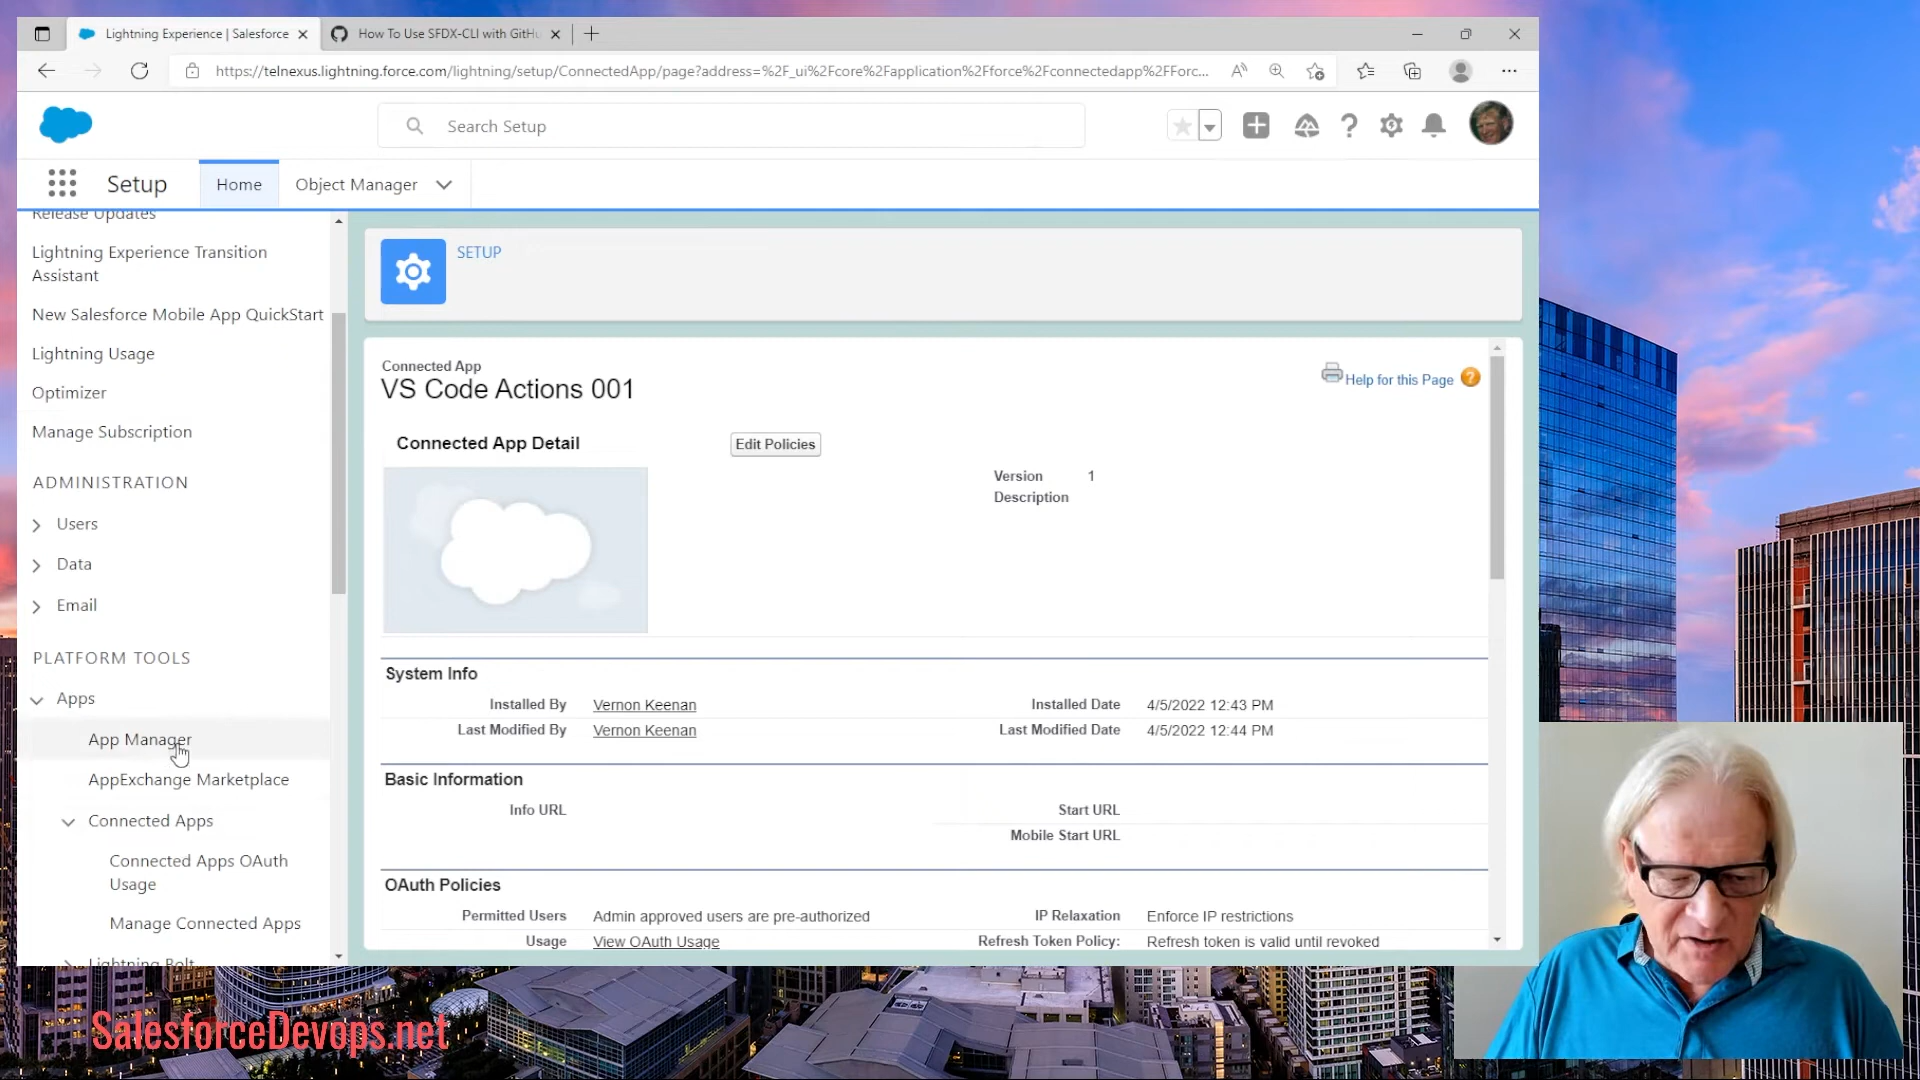 Lightning Experience | Salesforce
How To Use SFDX-CLI with GitHu
https://telnexus.lightning.force.com/lightning/setup/ConnectedApp/page?address=%2F_ui%2Fcore%2Fapplication%2Fforce%2Fconnectedapp%2FForc...
Search Setup
Setup
Home
Object Manager
Release Updates
Lightning Experience Transition
Assistant
New Salesforce Mobile App QuickStart
Lightning Usage
Optimizer
Manage Subscription
ADMINISTRATION
Users
Data
Email
PLATFORM TOOLS
Apps
App Manager
AppExchange Marketplace
Connected Apps
Connected Apps OAuth
Usage
Manage Connected Apps
Lightning Bolt
SETUP
Connected App
VS Code Actions 001
Help for this Page
Connected App Detail
Edit Policies
Version 1
Description
System Info
Installed By Vernon Keenan Installed Date 4/5/2022 12:43 PM
Last Modified By Vernon Keenan Last Modified Date 4/5/2022 12:44 PM
Basic Information
Info URL Start URL
Mobile Start URL
OAuth Policies
Permitted Users Admin approved users are pre-authorized IP Relaxation Enforce IP restrictions
Usage View OAuth Usage Refresh Token Policy: Refresh token is valid until revoked
SalesforceDevops.net